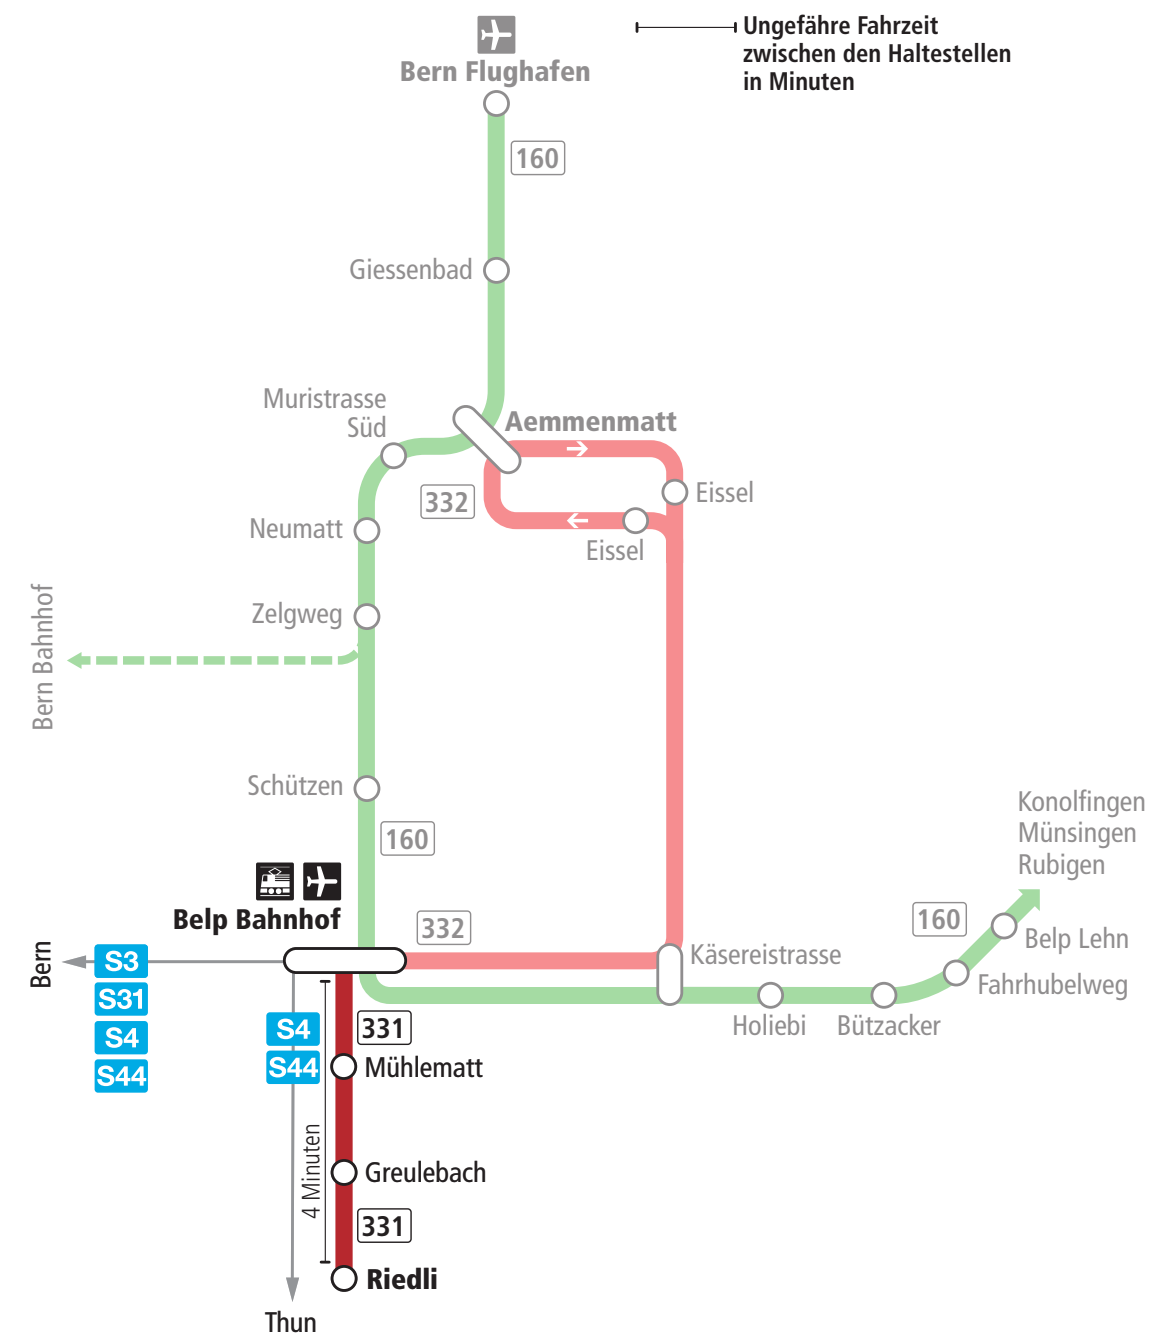 Ungefähre Fahrzeit
zwischen den Haltestellen
in Minuten
Bern Flughafen
160
Giessenbad
Muristrasse
Süd
Aemmenmatt
332
Eissel
Eissel
Neumatt
Zelgweg
Bern Bahnhof
Schützen
160
Konolfingen
Münsingen
Rubigen
Belp Bahnhof
332
160
Belp Lehn
Käsereistrasse
Fahrhubelweg
Holiebi
Bützacker
Bern
S3
S31
S4
S44
S4
S44
331
Mühlematt
4 Minuten
Greulebach
331
Riedli
Thun